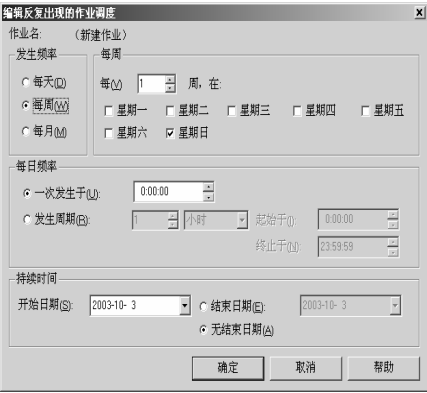 编辑反复出现的作业调度
作业名: （新建作业）
发生频率 每周
每天(D) 每(V) 1 周, 在:
每周(W) 星期一 星期二 星期三 星期四 星期五
每月(M) 星期六 星期日
每日频率
一次发生于(U): 0:00:00
发生周期(R): 1 小时 起始于(I): 0:00:00
终止于(N): 23:59:59
持续时间
开始日期(S): 2003-10- 3 结束日期(E): 2003-10- 3
无结束日期(A)
确定 取消 帮助